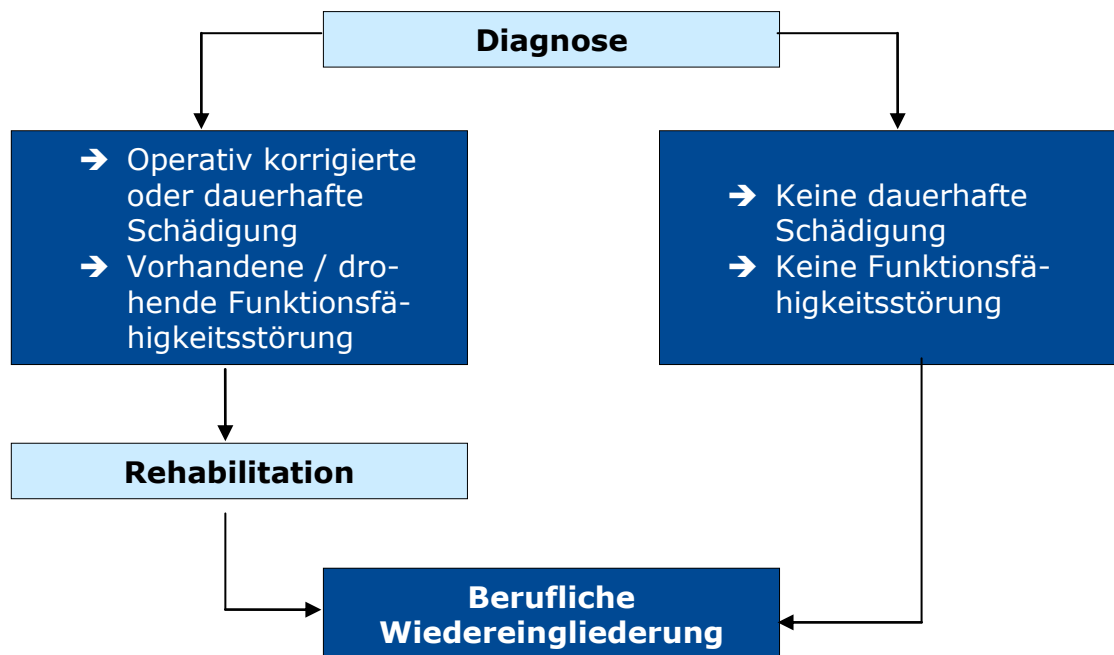 Diagnose
➔ Operativ korrigierte
oder dauerhafte
Schädigung
➔ Vorhandene / dro-
hende Funktionsfä-
higkeitsstörung
➔ Keine dauerhafte
Schädigung
➔ Keine Funktionsfä-
higkeitsstörung
Rehabilitation
Berufliche
Wiedereingliederung